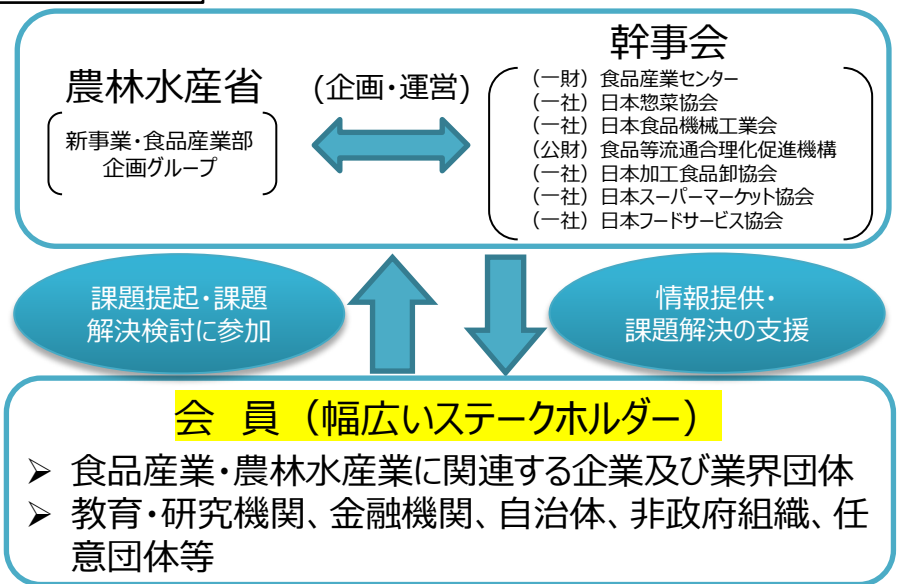 農林水産省
新事業・食品産業部
企画グループ
(企画・運営)
幹事会
(一財) 食品産業センター
(一社) 日本惣菜協会
(一社) 日本食品機械工業会
(公財) 食品等流通合理化促進機構
(一社) 日本加工食品卸協会
(一社) 日本スーパーマーケット協会
(一社) 日本フードサービス協会
課題提起・課題
解決検討に参加
情報提供・
課題解決の支援
会 員（幅広いステークホルダー）
➢ 食品産業・農林水産業に関連する企業及び業界団体
➢ 教育・研究機関、金融機関、自治体、非政府組織、任
意団体等